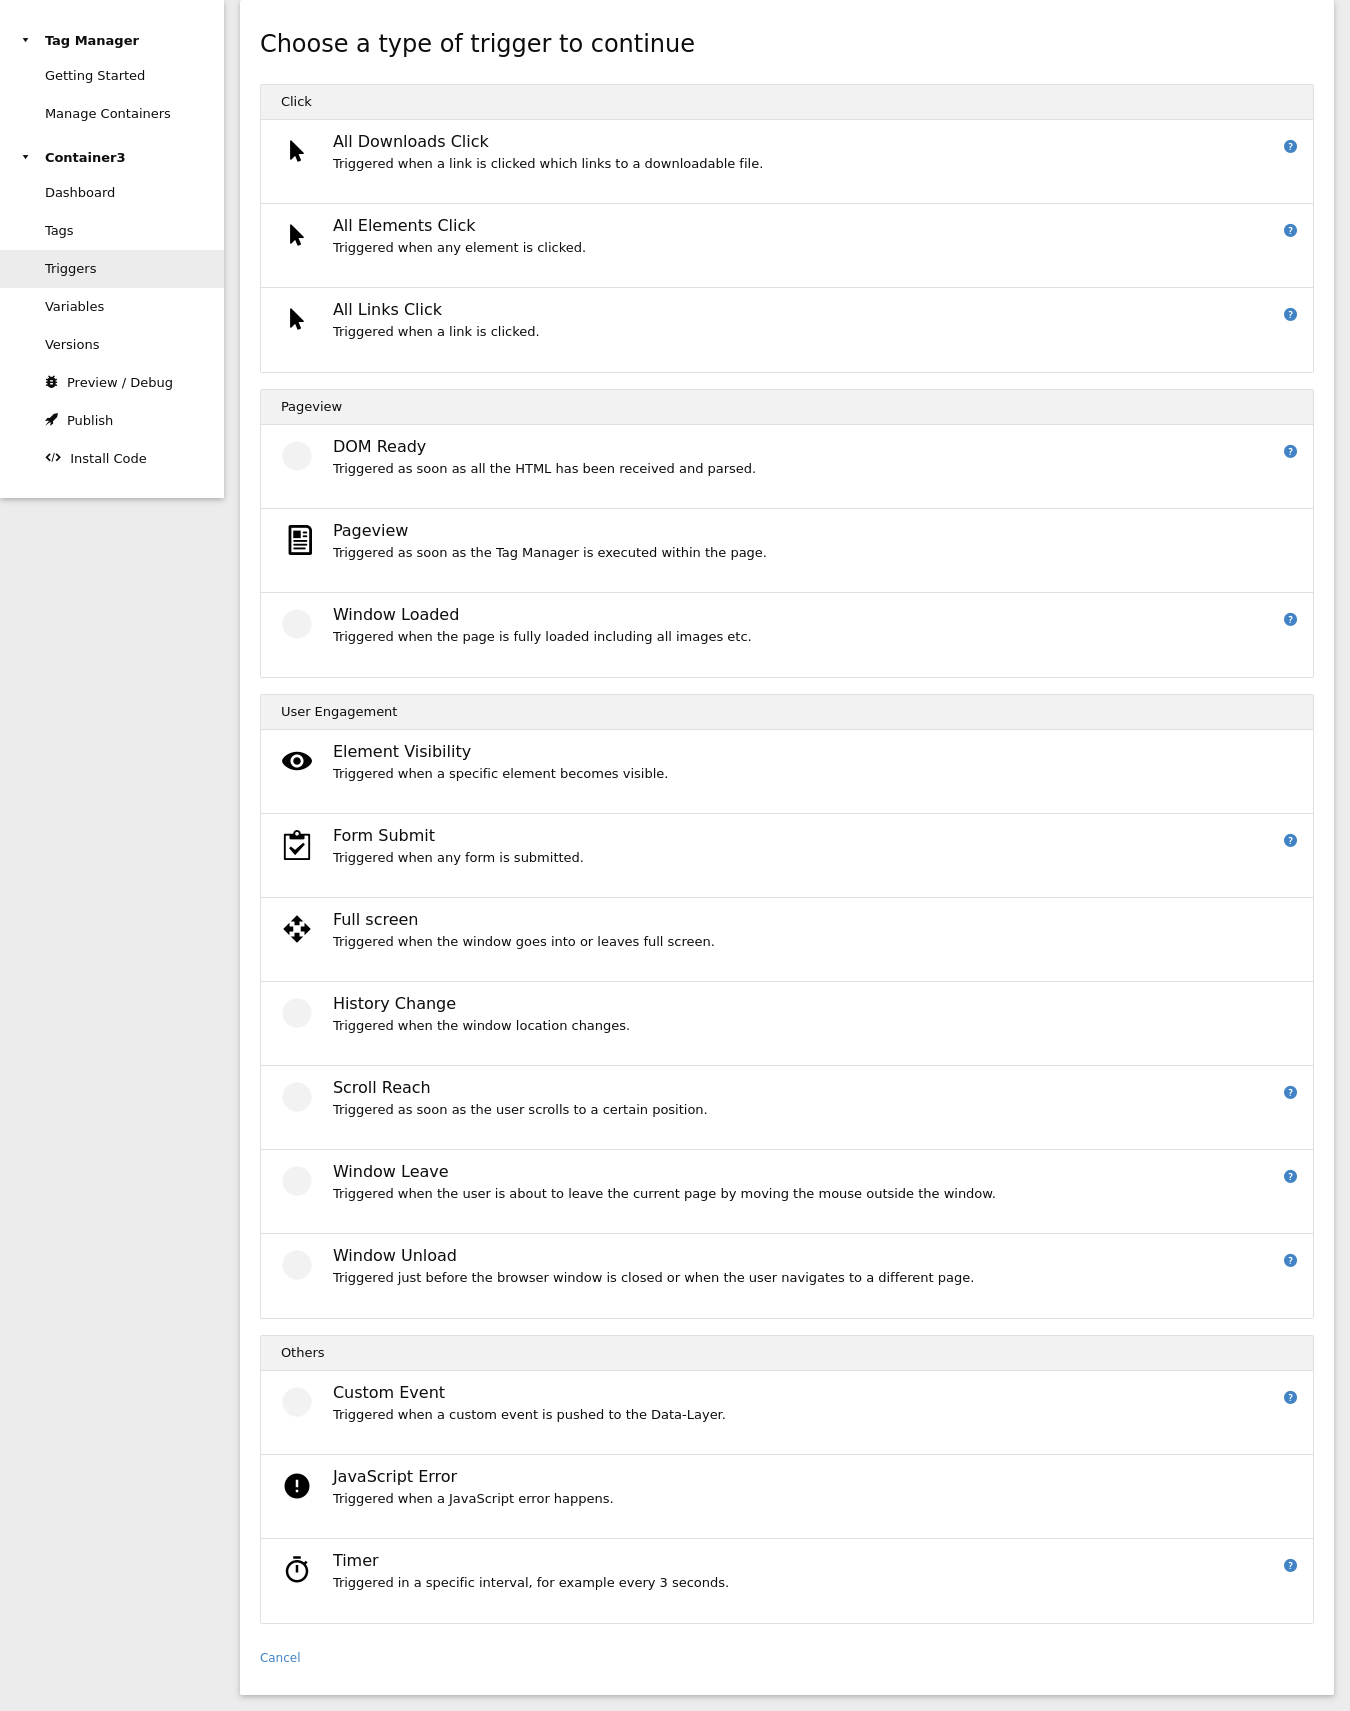 Tag Manager
Getting Started
Manage Containers
Container3
Dashboard
Tags
Triggers
Variables
Versions
Preview / Debug
Publish
Install Code
Choose a type of trigger to continue
Click
All Downloads Click
Triggered when a link is clicked which links to a downloadable file.
?
All Elements Click
Triggered when any element is clicked.
?
All Links Click
Triggered when a link is clicked.
?
Pageview
DOM Ready
Triggered as soon as all the HTML has been received and parsed.
?
Pageview
Triggered as soon as the Tag Manager is executed within the page.
Window Loaded
Triggered when the page is fully loaded including all images etc.
?
User Engagement
Element Visibility
Triggered when a specific element becomes visible.
Form Submit
Triggered when any form is submitted.
?
Full screen
Triggered when the window goes into or leaves full screen.
History Change
Triggered when the window location changes.
Scroll Reach
Triggered as soon as the user scrolls to a certain position.
?
Window Leave
Triggered when the user is about to leave the current page by moving the mouse outside the window.
?
Window Unload
Triggered just before the browser window is closed or when the user navigates to a different page.
?
Others
Custom Event
Triggered when a custom event is pushed to the Data-Layer.
?
JavaScript Error
Triggered when a JavaScript error happens.
Timer
Triggered in a specific interval, for example every 3 seconds.
?
Cancel